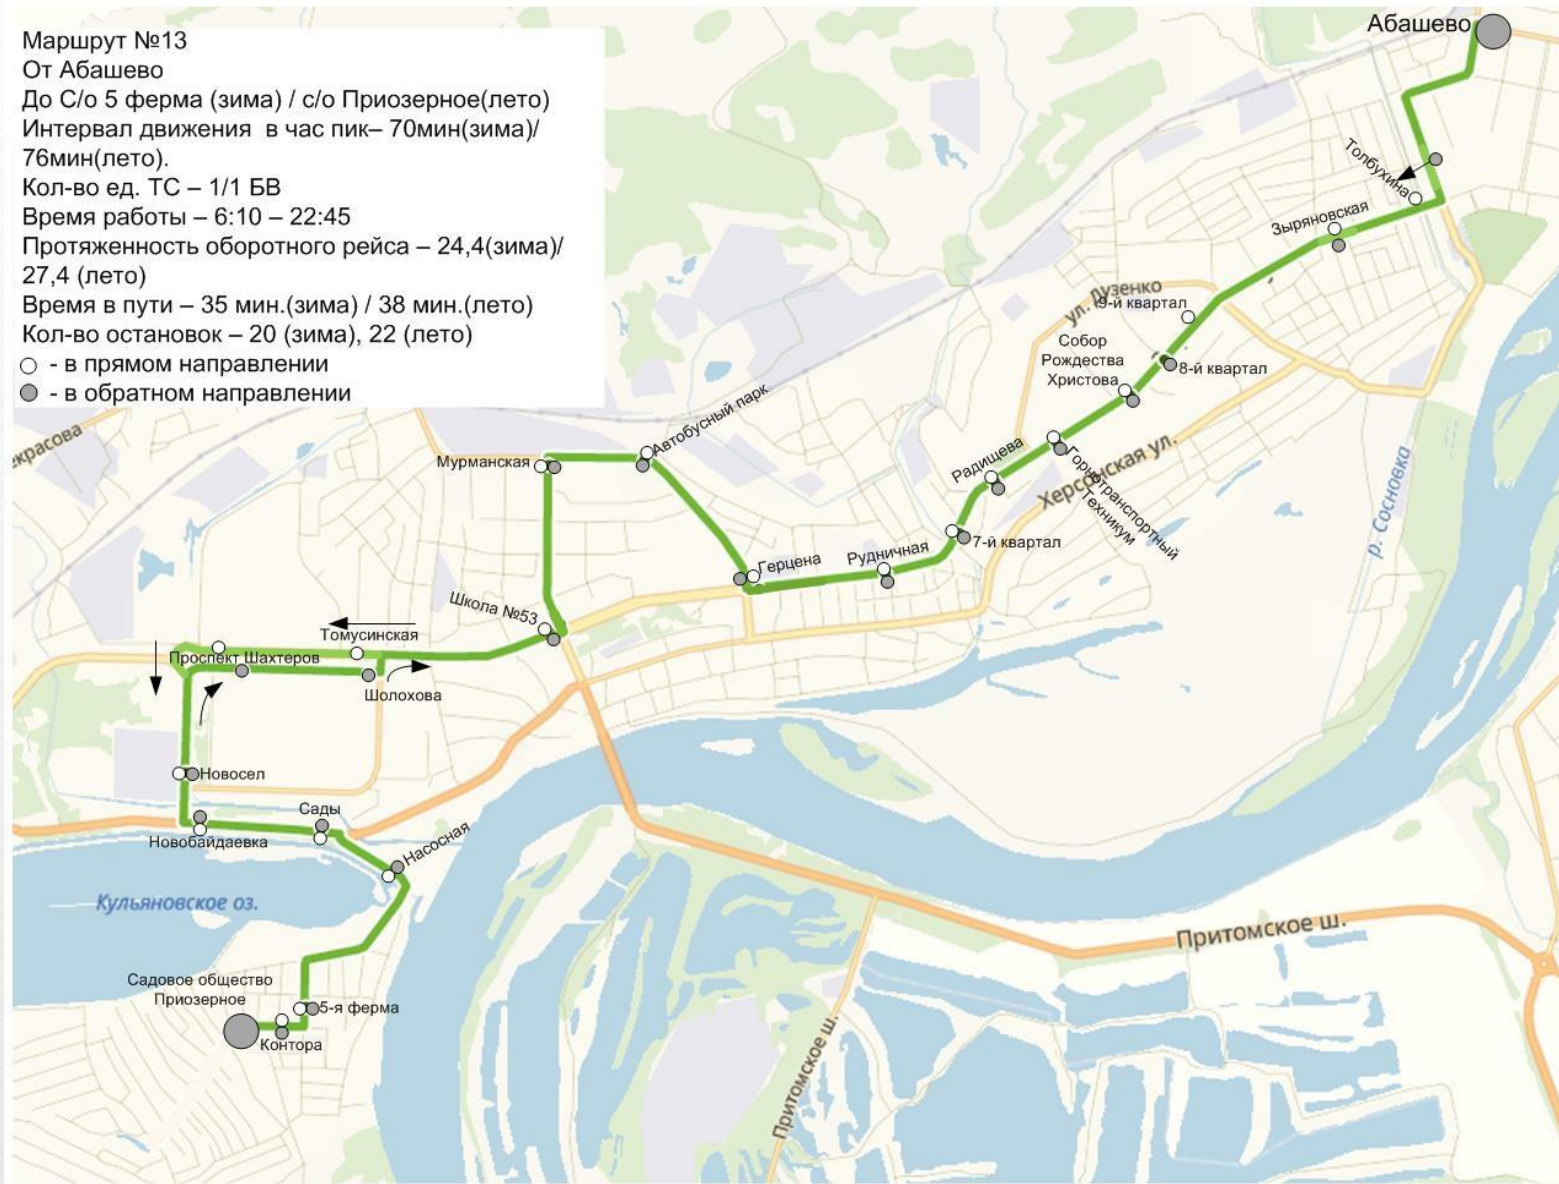 Маршрут №13
От Абашево
До С/о 5 ферма (зима) / с/о Приозерное(лето)
Интервал движения в час пик– 70мин(зима)/
76мин(лето).
Кол-во ед. ТС – 1/1 БВ
Время работы – 6:10 – 22:45
Протяженность оборотного рейса – 24,4(зима)/
27,4 (лето)
Время в пути – 35 мин.(зима) / 38 мин.(лето)
Кол-во остановок – 20 (зима), 22 (лето)
- в прямом направлении
- в обратном направлении
Абашево
Толбухина
Зыряновская
ул. Дузенко
9-й квартал
Собор
Рождества
Христова
8-й квартал
Автобусный парк
екрасова
Мурманская
Радищева
Херсонская ул.
Горнотранспортный
Техникум
р. Сосновка
7-й квартал
Рудничная
Герцена
Школа №53
Томусинская
Проспект Шахтеров
Шолохова
Новосел
Сады
Новобайдаевка
Насосная
Кульяновское оз.
Притомское ш.
Садовое общество
Приозерное
5-я ферма
Контора
Притомское ш.